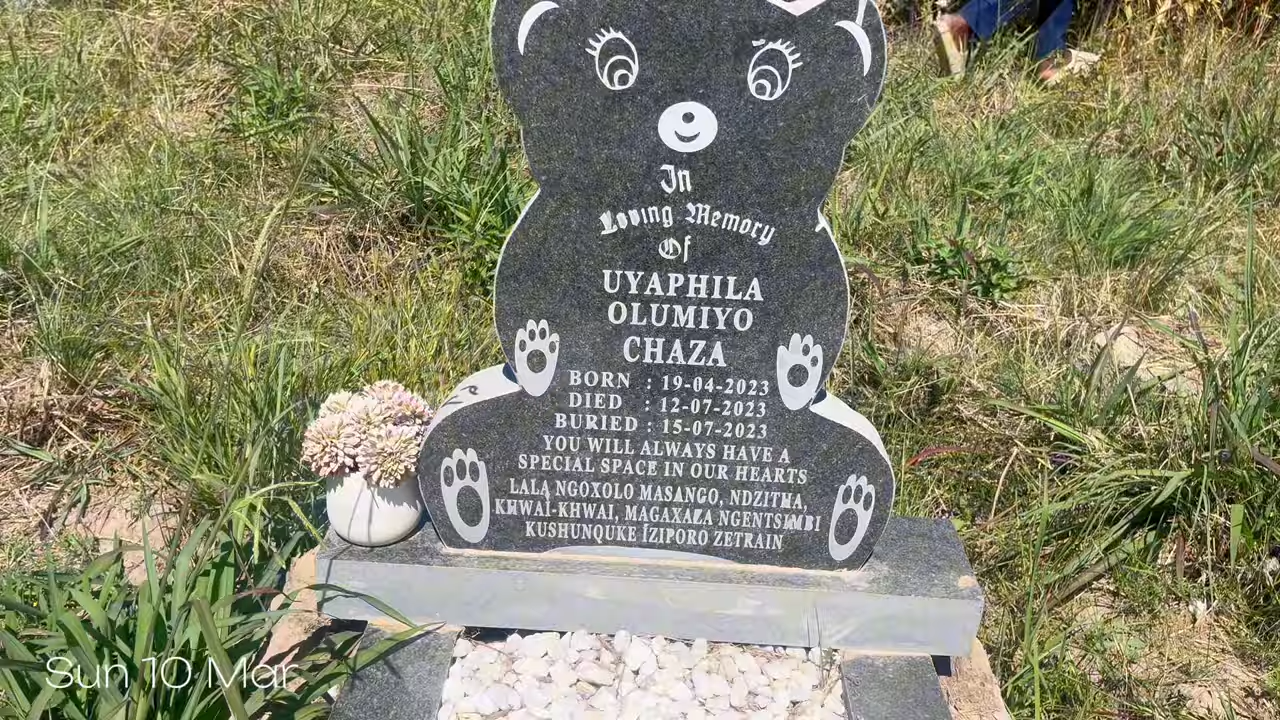 In
Loving Memory
Of
UYAPHILA
OLUMIYO
CHAZA
BORN : 19-04-2023
DIED : 12-07-2023
BURIED : 15-07-2023
YOU WILL ALWAYS HAVE A
SPECIAL SPACE IN OUR HEARTS
LALA NGOXOLO MASANGO, NDZITHA,
KHWAI-KHWAI, MAGAXAZA NGENTSIMBI
KUSHUNQUKE IZIPORO ZETRAIN
Sun 10 Mar